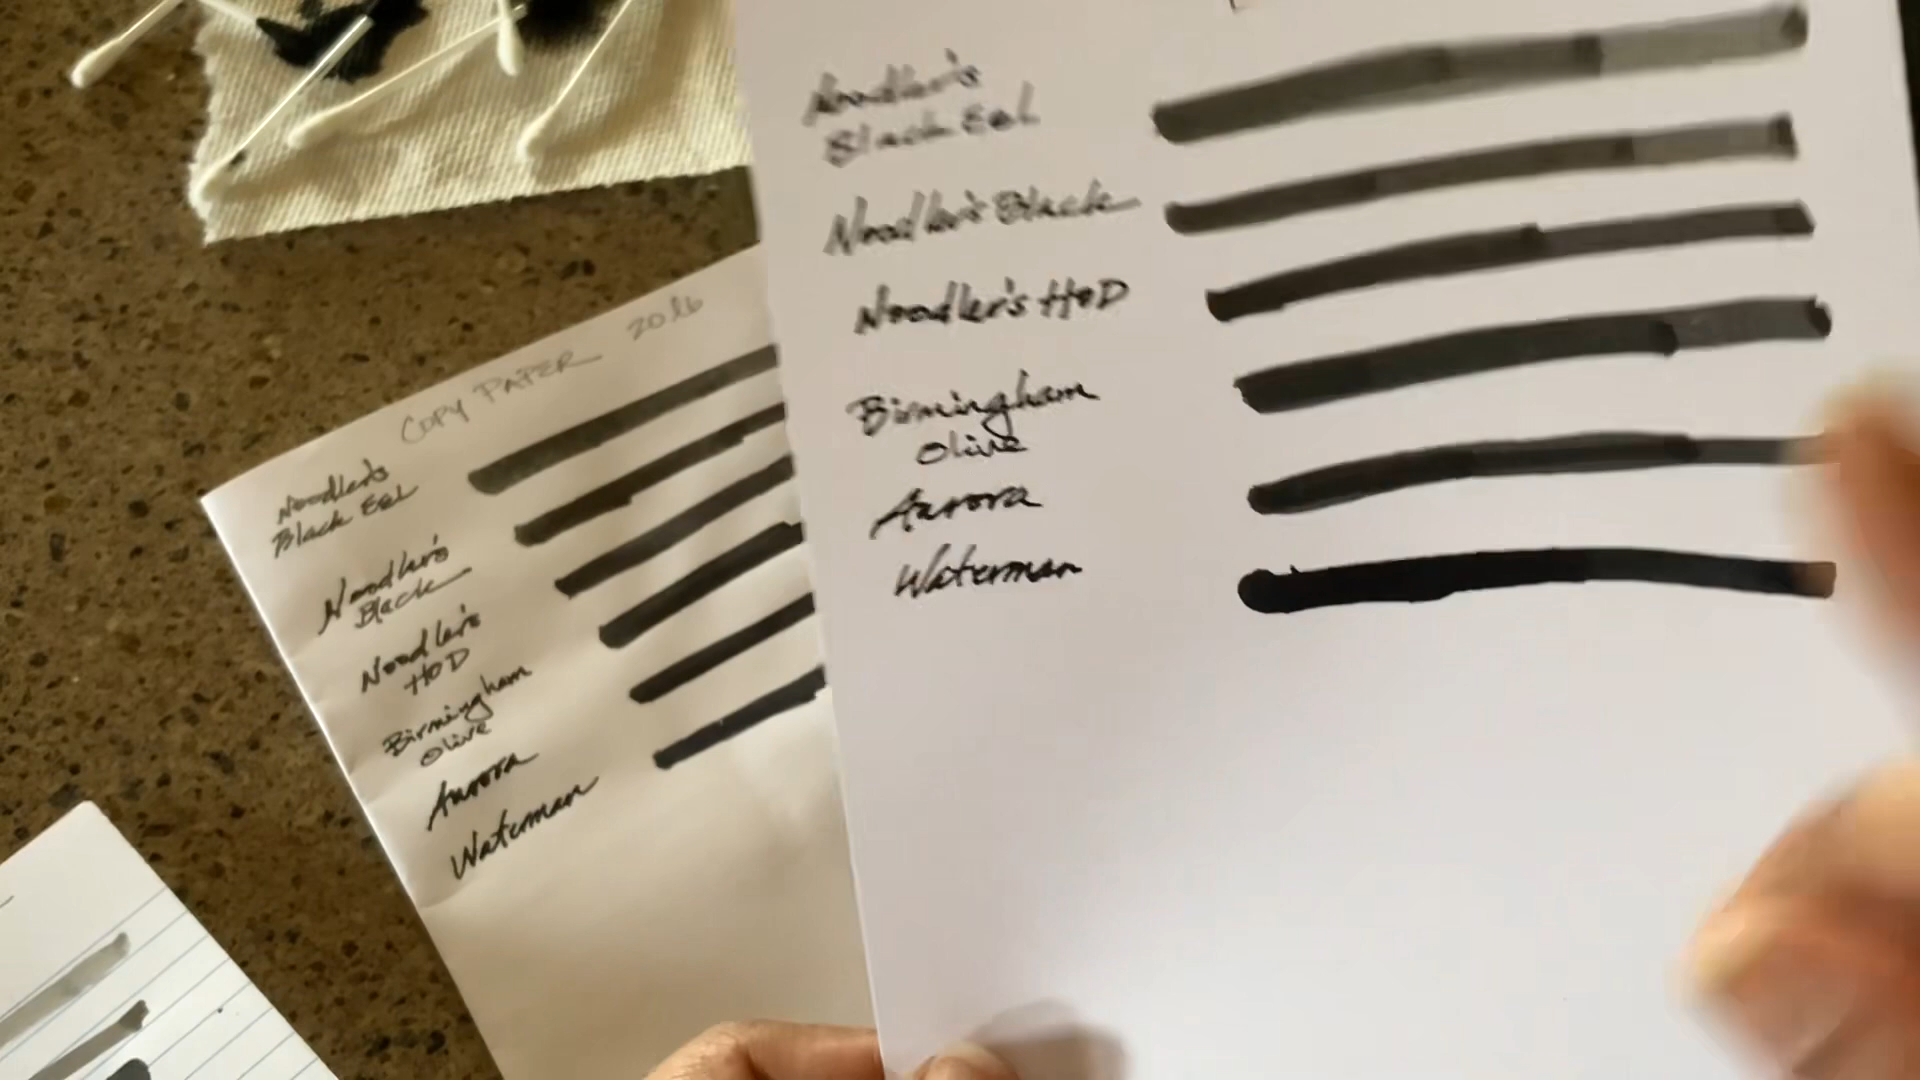 COPY PAPER 20lb
Noodler's
Black Eel
Noodler's
Black
Noodler's
HOD
Birmingham
Olive
Aurora
Waterman
Noodler's
Black Eel
Noodler's Black
Noodler's HOD
Birmingham
Olive
Aurora
Waterman